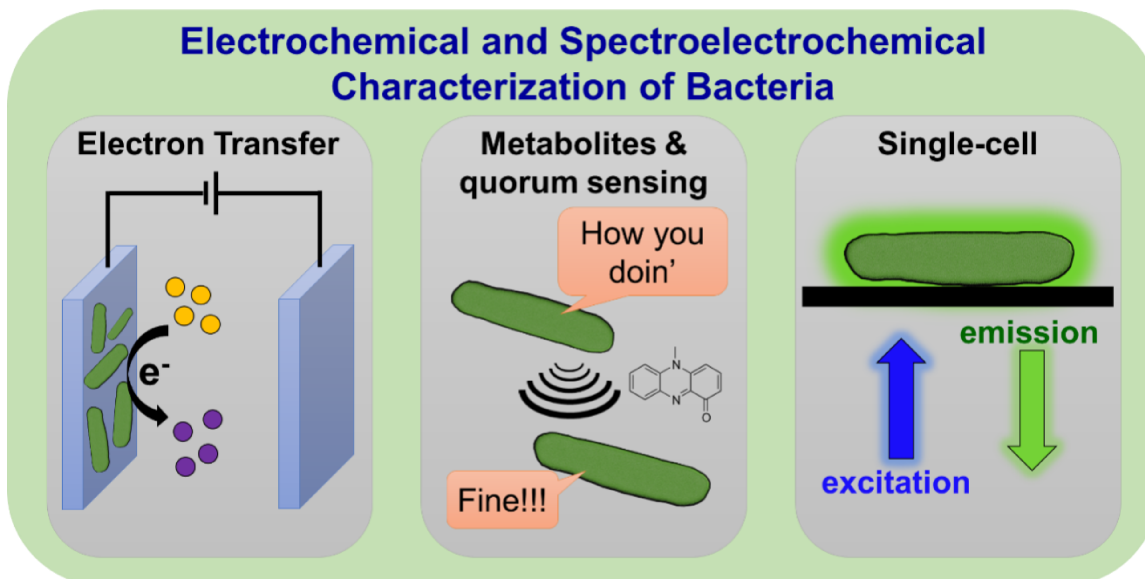 Electrochemical and Spectroelectrochemical
Characterization of Bacteria
Electron Transfer
e-
Metabolites &
quorum sensing
How you
doin’
N
N
O
Fine!!!
Single-cell
emission
excitation